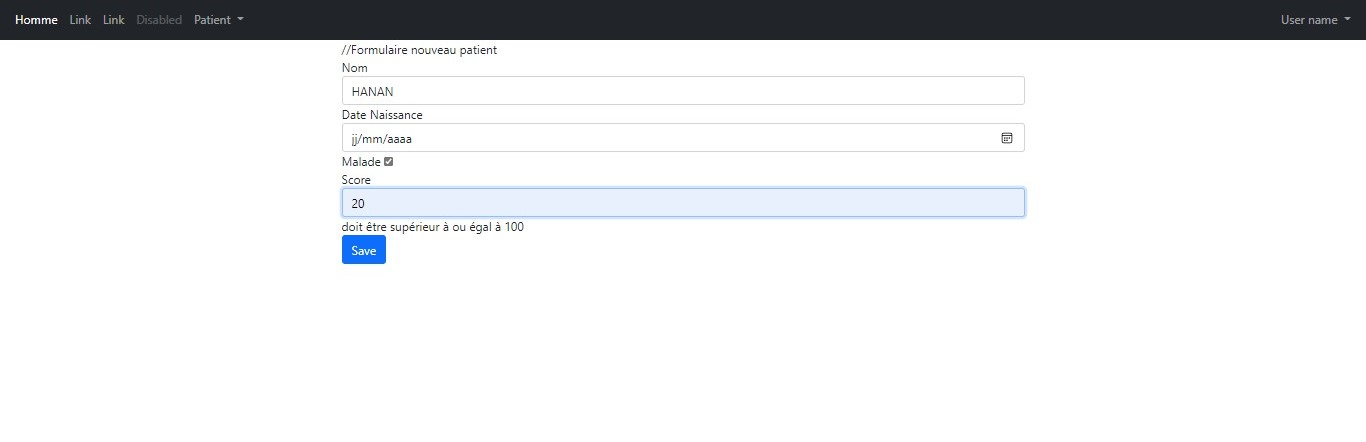 Homme Link Link Disabled Patient User name
//Formulaire nouveau patient
Nom
HANAN
Date Naissance
jj/mm/aaaa
Malade
Score
20
doit être supérieur à ou égal à 100
Save